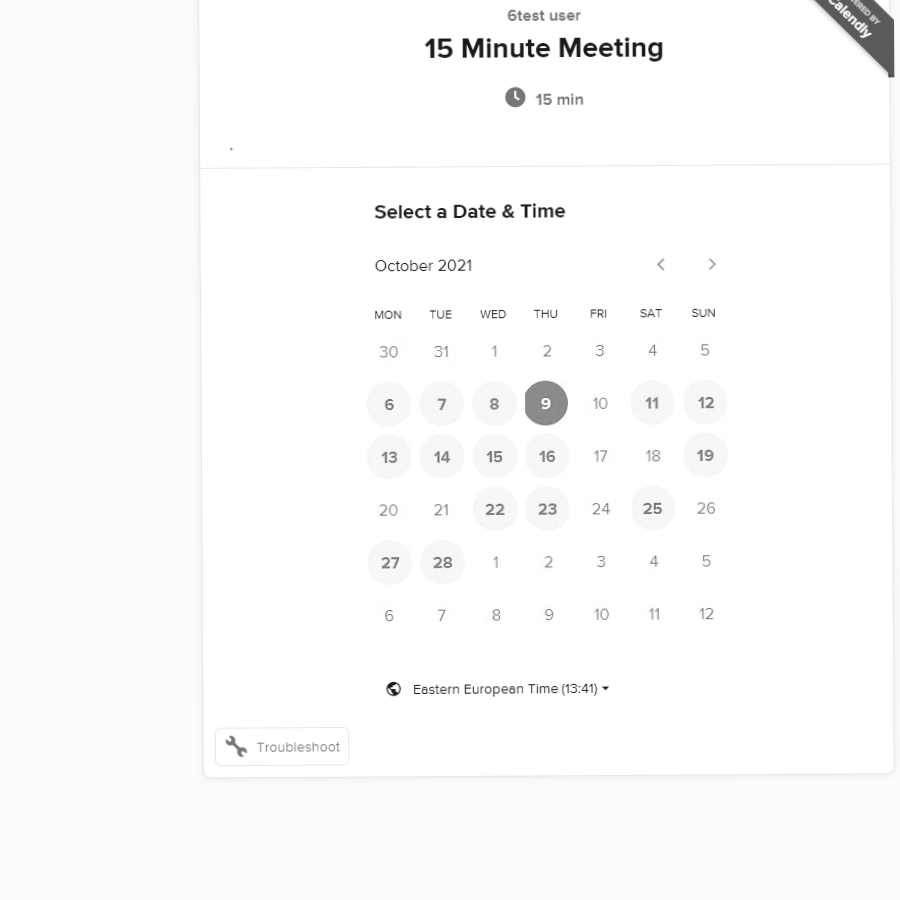 6test user
15 Minute Meeting
15 min
.
Select a Date & Time
October 2021
MON TUE WED THU FRI SAT SUN
30 31 1 2 3 4 5
6 7 8 9 10 11 12
13 14 15 16 17 18 19
20 21 22 23 24 25 26
27 28 1 2 3 4 5
6 7 8 9 10 11 12
Eastern European Time (13:41)
Troubleshoot
BY
Calendly